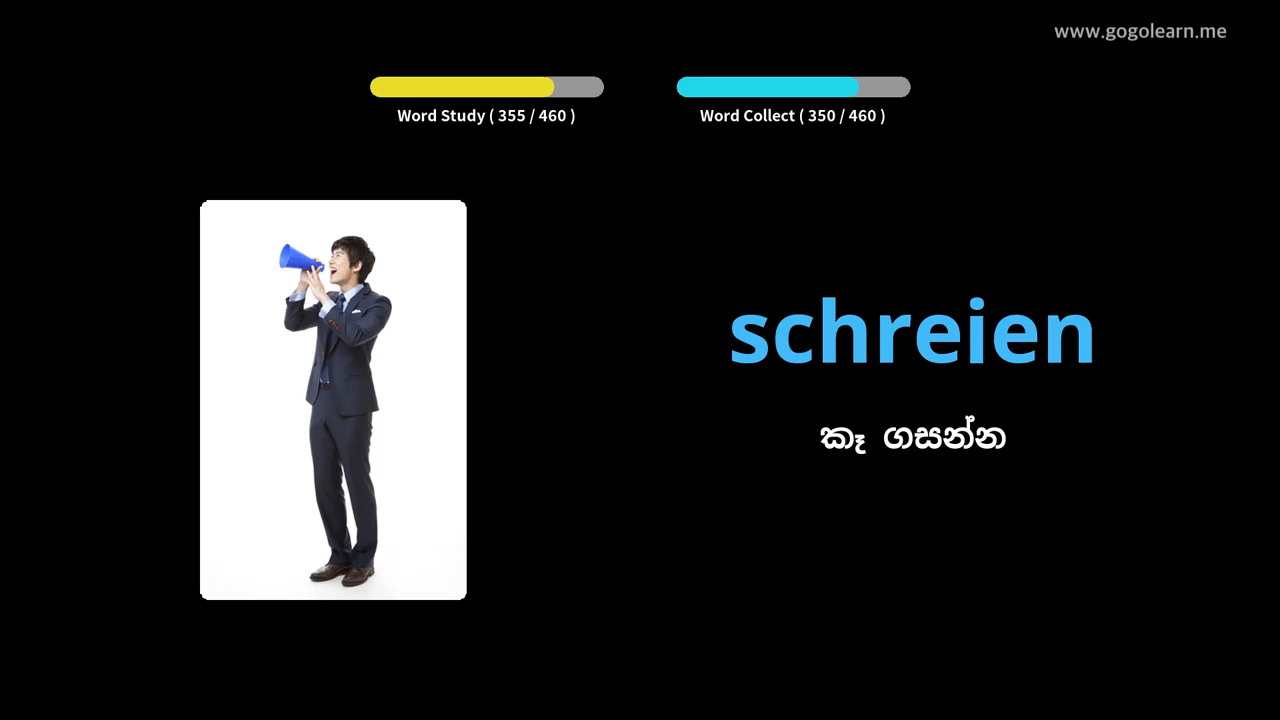 www.gogolearn.me
Word Study ( 355 / 460 )
Word Collect ( 350 / 460 )
schreien
කෑ ගසන්න